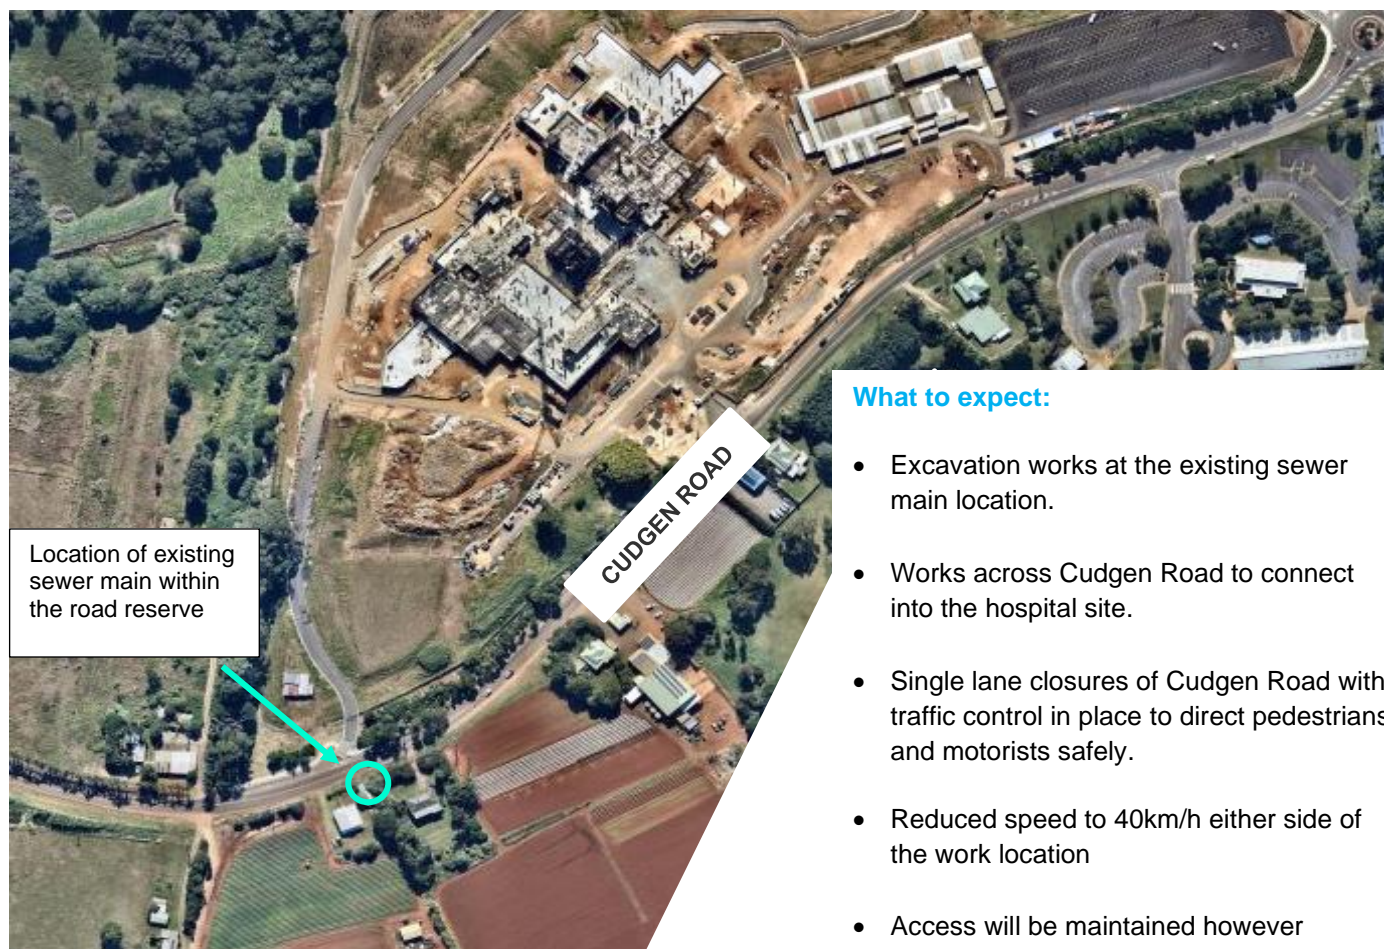 What to expect:
• Excavation works at the existing sewer
main location.
• Works across Cudgen Road to connect
into the hospital site.
• Single lane closures of Cudgen Road with
traffic control in place to direct pedestrians
and motorists safely.
• Reduced speed to 40km/h either side of
the work location
• Access will be maintained however
CUDGEN ROAD
Location of existing
sewer main within
the road reserve